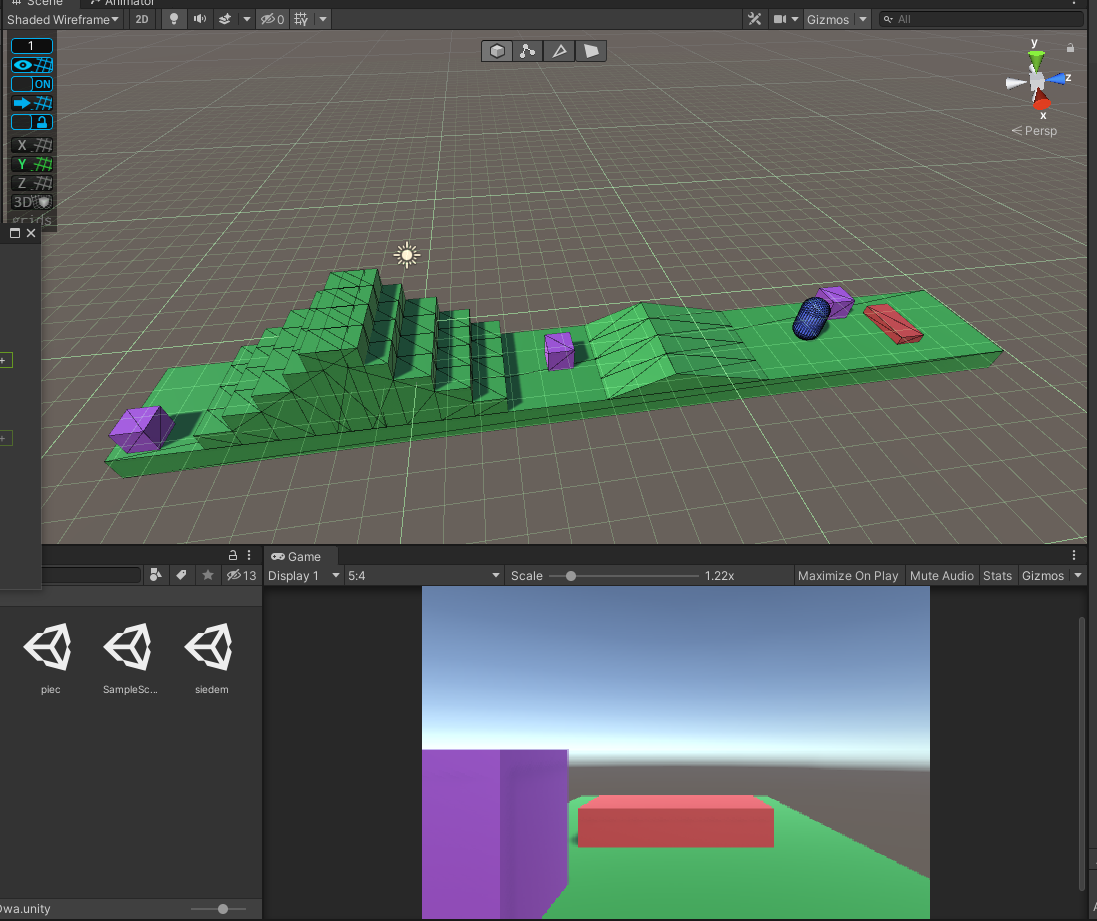 Scene
Animator
Shaded Wireframe
2D
0
Gizmos
All
1
ON
X
Y
Z
3D
grids
y
z
x
Persp
13
Game
Display 1
5:4
Scale
1.22x
Maximize On Play
Mute Audio
Stats
Gizmos
piec
SampleSc...
siedem
Dwa.unity